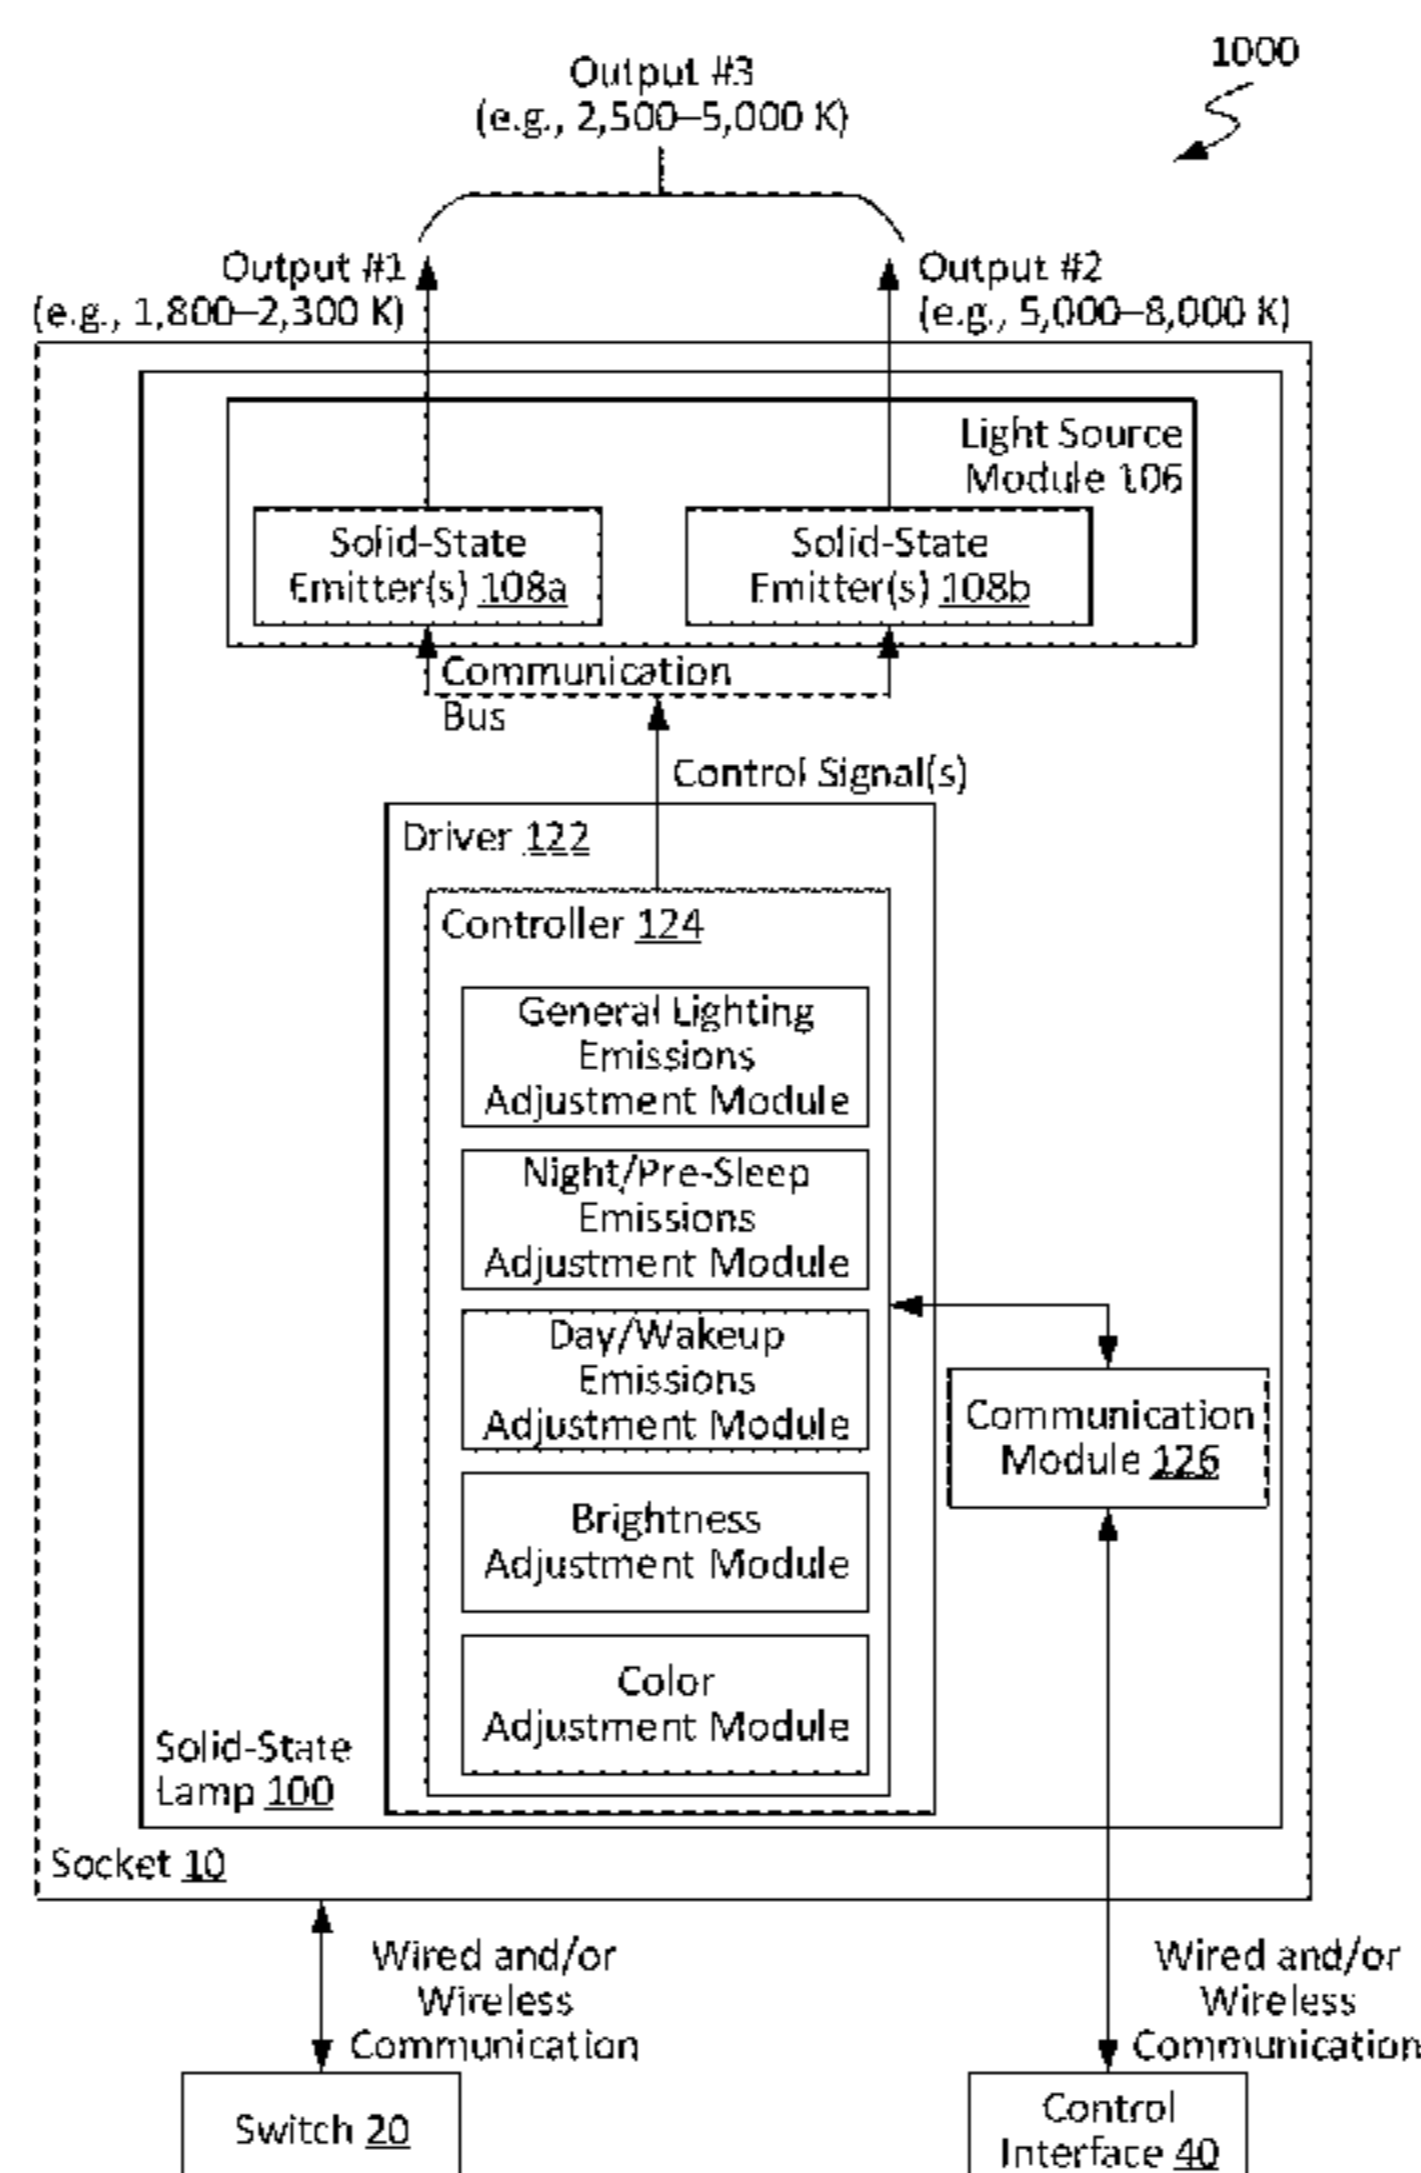 1000
Output #3
(e.g., 2,500–5,000 K)
Output #1
(e.g., 1,800–2,300 K)
Output #2
(e.g., 5,000–8,000 K)
Light Source
Module 106
Solid-State
Emitter(s) 108a
Solid-State
Emitter(s) 108b
Communication
Bus
Control Signal(s)
Driver 122
Controller 124
General Lighting
Emissions
Adjustment Module
Night/Pre-Sleep
Emissions
Adjustment Module
Day/Wakeup
Emissions
Adjustment Module
Brightness
Adjustment Module
Color
Adjustment Module
Communication
Module 126
Solid-State
Lamp 100
Socket 10
Wired and/or
Wireless
Communication
Wired and/or
Wireless
Communication
Switch 20
Control
Interface 40